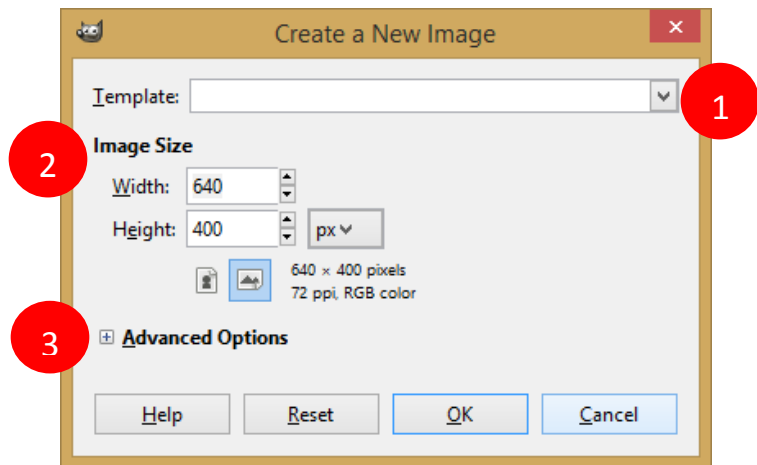 Create a New Image
Template:
1
Image Size
2
Width: 640
Height: 400 px
640 × 400 pixels
72 ppi, RGB color
3
Advanced Options
Help Reset OK Cancel